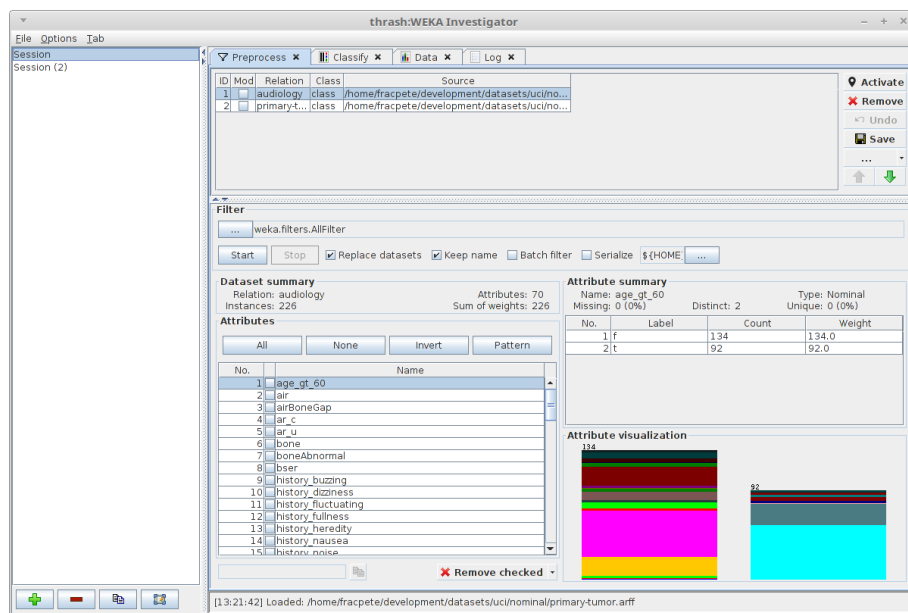 thrash:WEKA Investigator
File Options Tab
Session
Session (2)
Preprocess Classify Data Log
ID Mod Relation Class Source
1 audiology class /home/fracpete/development/datasets/uci/no...
2 primary-t... class /home/fracpete/development/datasets/uci/no...
Activate
Remove
Undo
Save
...
Filter
... weka.filters.AllFilter
Start Stop Replace datasets Keep name Batch filter Serialize ${HOME} ...
Dataset summary
Relation: audiology Attributes: 70
Instances: 226 Sum of weights: 226
Attributes
All None Invert Pattern
No. Name
1 age_gt_60
2 air
3 airBoneGap
4 ar_c
5 ar_u
6 bone
7 boneAbnormal
8 bser
9 history_buzzing
10 history_dizziness
11 history_fluctuating
12 history_fullness
13 history_heredity
14 history_nausea
15 history_noise
Remove checked
Attribute summary
Name: age_gt_60 Type: Nominal
Missing: 0 (0%) Distinct: 2 Unique: 0 (0%)
No. Label Count Weight
1 f 134 134.0
2 t 92 92.0
Attribute visualization
134
92
[13:21:42] Loaded: /home/fracpete/development/datasets/uci/nominal/primary-tumor.arff